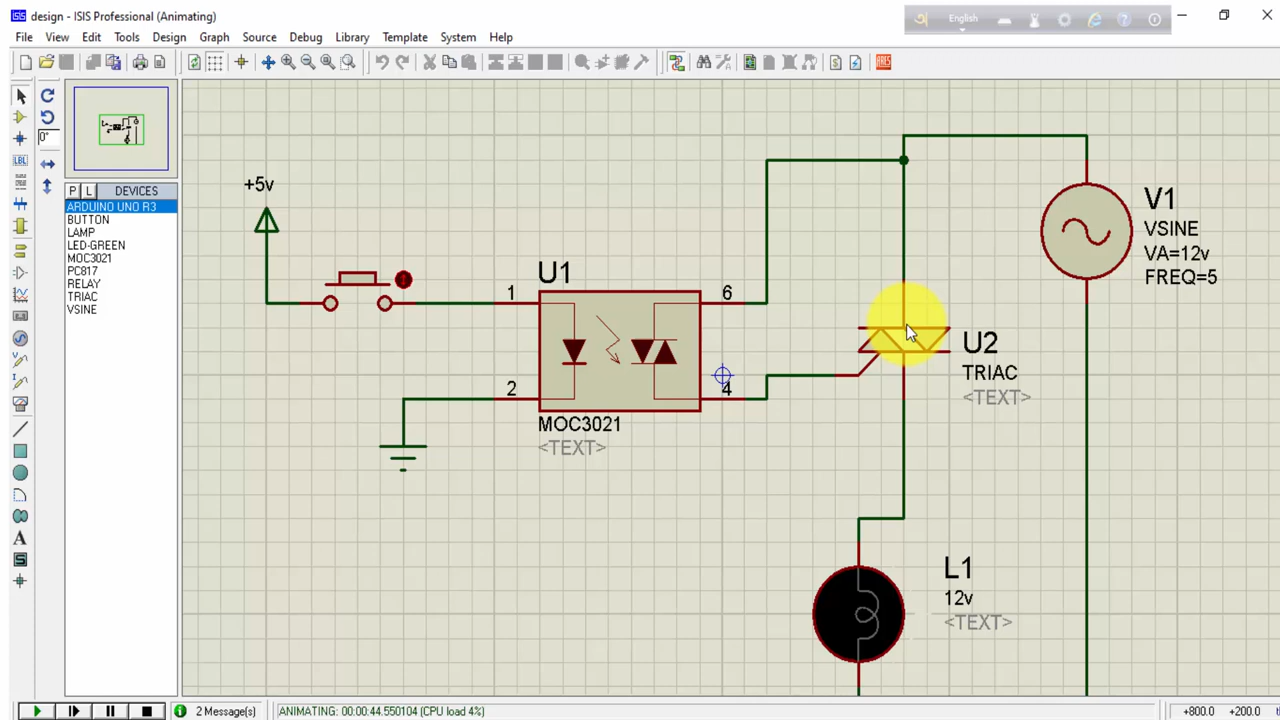 design - ISIS Professional (Animating)
English
File View Edit Tools Design Graph Source Debug Library Template System Help
ARES
0°
LBL
P L DEVICES
ARDUINO UNO R3
BUTTON
LAMP
LED-GREEN
MOC3021
PC817
RELAY
TRIAC
VSINE
A
S
+5v
U1
1
6
2
4
MOC3021
<TEXT>
V1
VSINE
VA=12v
FREQ=5
U2
TRIAC
<TEXT>
L1
12v
<TEXT>
2 Message(s)
ANIMATING: 00:00:44.550104 (CPU load 4%)
+800.0 +200.0